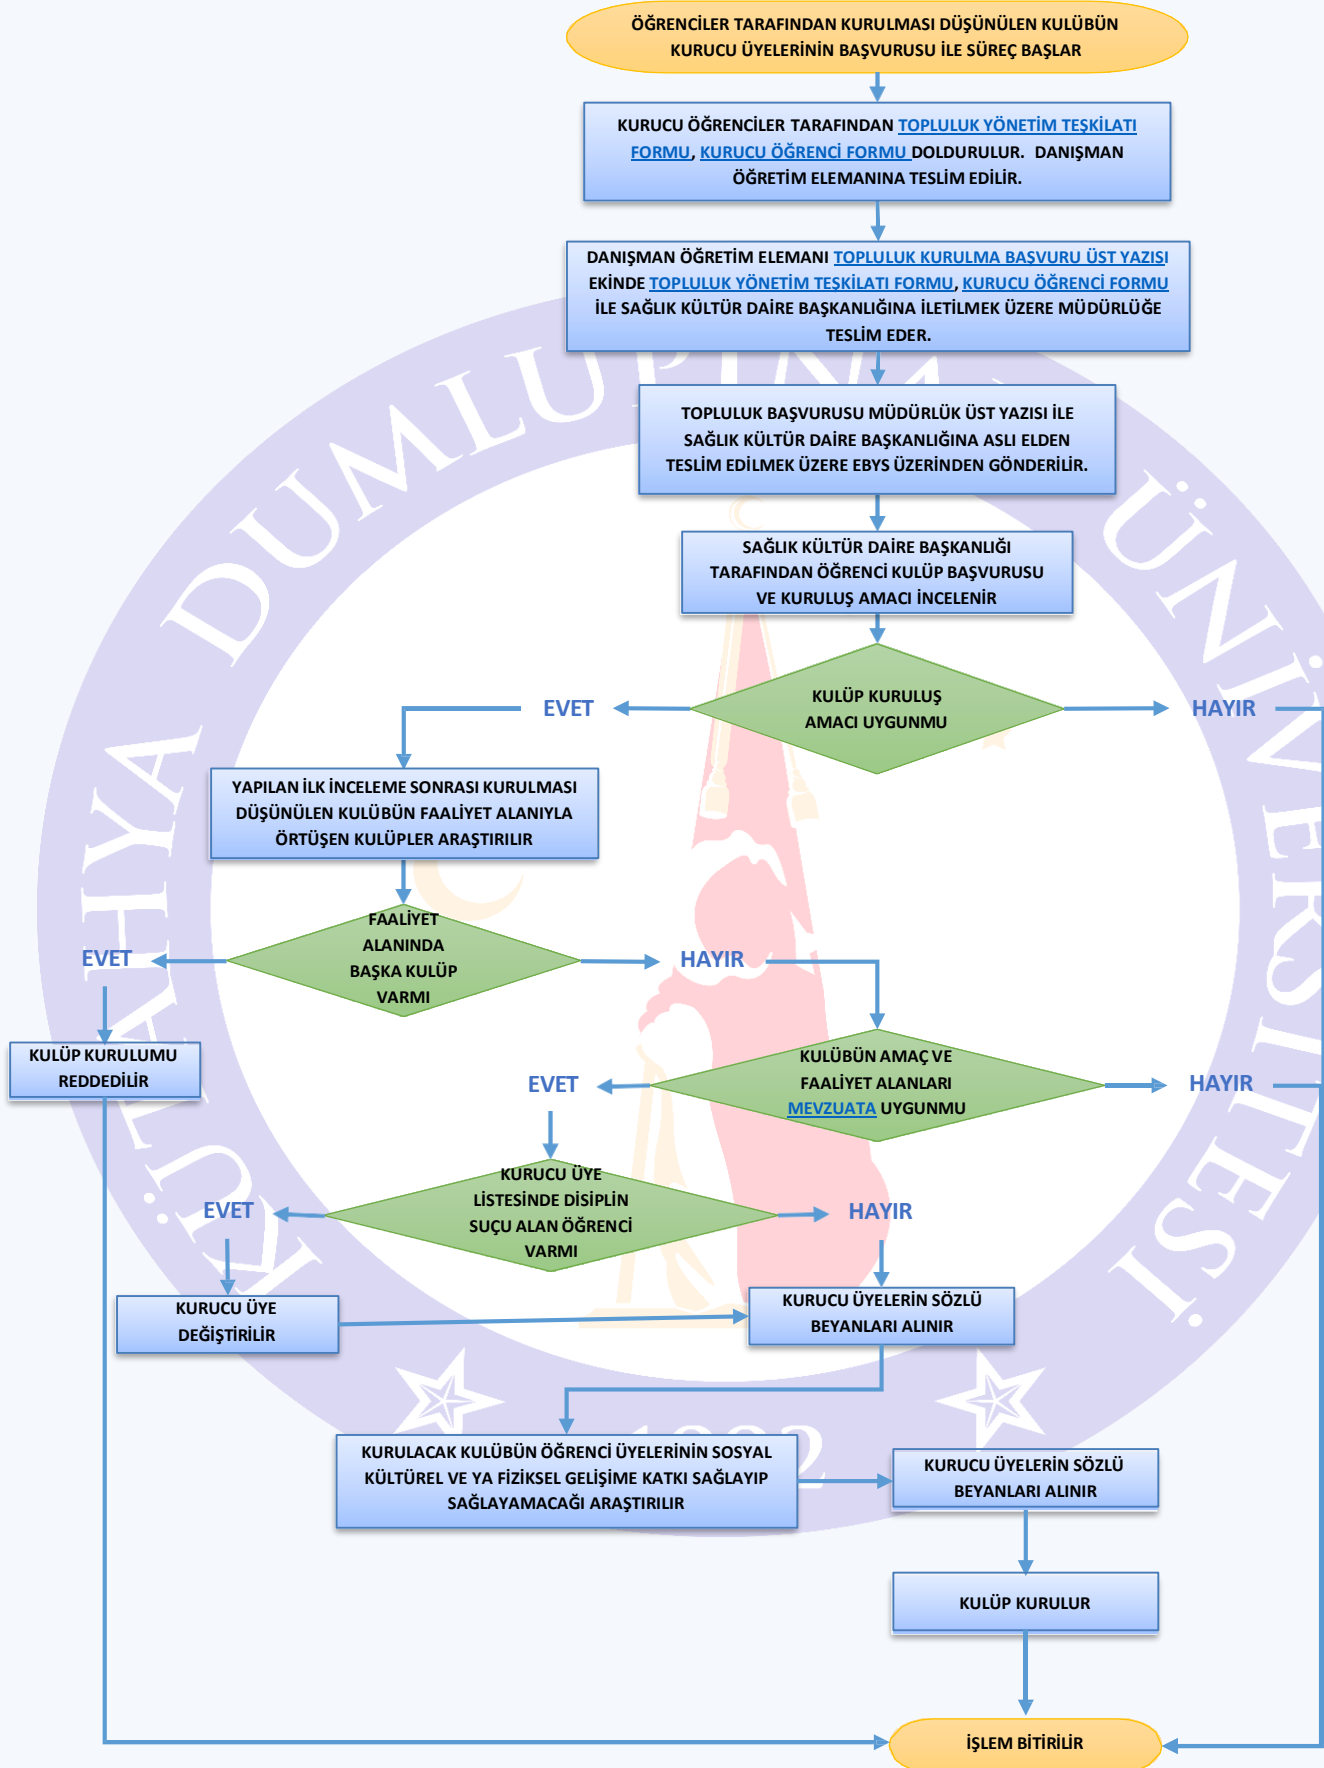 ÖĞRENCİLER TARAFINDAN KURULMASI DÜŞÜNÜLEN KULÜBÜN
KURUCU ÜYELERİNİN BAŞVURUSU İLE SÜREÇ BAŞLAR
KURUCU ÖĞRENCİLER TARAFINDAN TOPLULUK YÖNETİM TEŞKİLATI
FORMU, KURUCU ÖĞRENCİ FORMU DOLDURULUR. DANIŞMAN
ÖĞRETİM ELEMANINA TESLİM EDİLİR.
DANIŞMAN ÖĞRETİM ELEMANI TOPLULUK KURULMA BAŞVURU ÜST YAZISI
EKİNDE TOPLULUK YÖNETİM TEŞKİLATI FORMU, KURUCU ÖĞRENCİ FORMU
İLE SAĞLIK KÜLTÜR DAİRE BAŞKANLIĞINA İLETİLMEK ÜZERE MÜDÜRLÜĞE
TESLİM EDER.
TOPLULUK BAŞVURUSU MÜDÜRLÜK ÜST YAZISI İLE
SAĞLIK KÜLTÜR DAİRE BAŞKANLIĞINA ASLI ELDEN
TESLİM EDİLMEK ÜZERE EBYS ÜZERİNDEN GÖNDERİLİR.
SAĞLIK KÜLTÜR DAİRE BAŞKANLIĞI
TARAFINDAN ÖĞRENCİ KULÜP BAŞVURUSU
VE KURULUŞ AMACI İNCELENİR
KULÜP KURULUŞ
AMACI UYGUNMU
EVET
HAYIR
YAPILAN İLK İNCELEME SONRASI KURULMASI
DÜŞÜNÜLEN KULÜBÜN FAALİYET ALANIYLA
ÖRTÜŞEN KULÜPLER ARAŞTIRILIR
FAALİYET
ALANINDA
BAŞKA KULÜP
VARMI
EVET
HAYIR
KULÜP KURULUMU
REDDEDİLİR
KULÜBÜN AMAÇ VE
FAALİYET ALANLARI
MEVZUATA UYGUNMU
EVET
HAYIR
KURUCU ÜYE
LİSTESİNDE DİSİPLİN
SUÇU ALAN ÖĞRENCİ
VARMI
EVET
HAYIR
KURUCU ÜYE
DEĞİŞTİRİLİR
KURUCU ÜYELERİN SÖZLÜ
BEYANLARI ALINIR
KURULACAK KULÜBÜN ÖĞRENCİ ÜYELERİNİN SOSYAL
KÜLTÜREL VE YA FİZİKSEL GELİŞİME KATKI SAĞLAYIP
SAĞLAYAMACAĞI ARAŞTIRILIR
KURUCU ÜYELERİN SÖZLÜ
BEYANLARI ALINIR
KULÜP KURULUR
İŞLEM BİTİRİLİR
KÜTAHYA DUMLUPINAR ÜNİVERSİTESİ